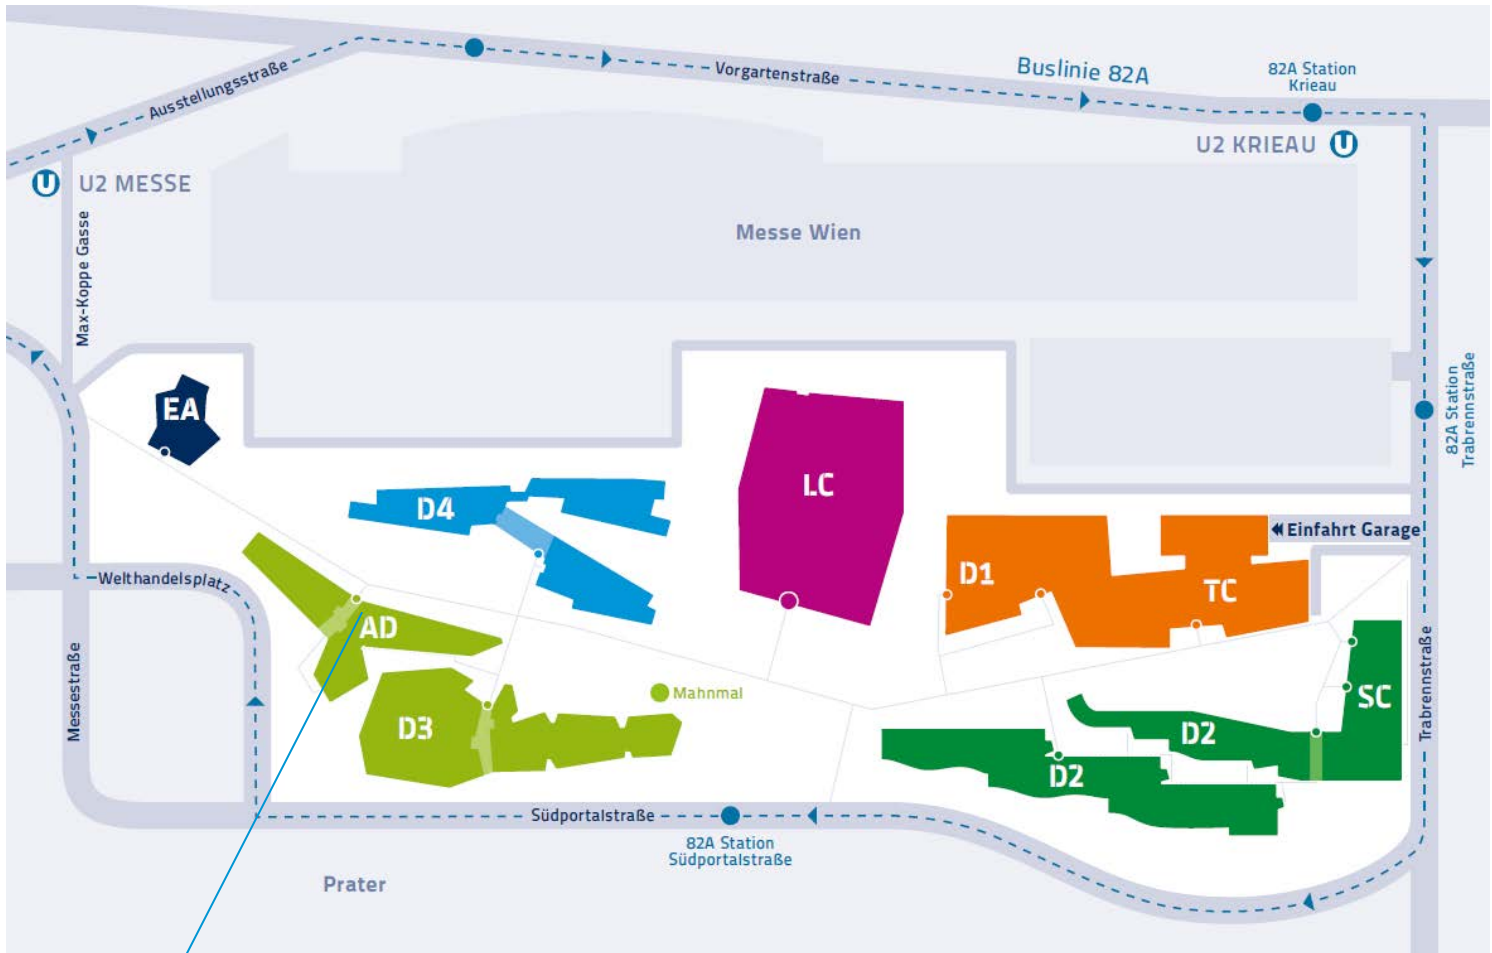 Ausstellungsstraße
Vorgartenstraße
Buslinie 82A
82A Station
Krieau
U2 KRIEAU U
U U2 MESSE
Max-Koppe Gasse
Messe Wien
EA
D4
LC
82A Station
Trabrennstraße
Einfahrt Garage
D1
TC
Welthandelsplatz
AD
Messestraße
Mahnmal
D3
SC
D2
D2
Trabrennstraße
Südportalstraße
82A Station
Südportalstraße
Prater